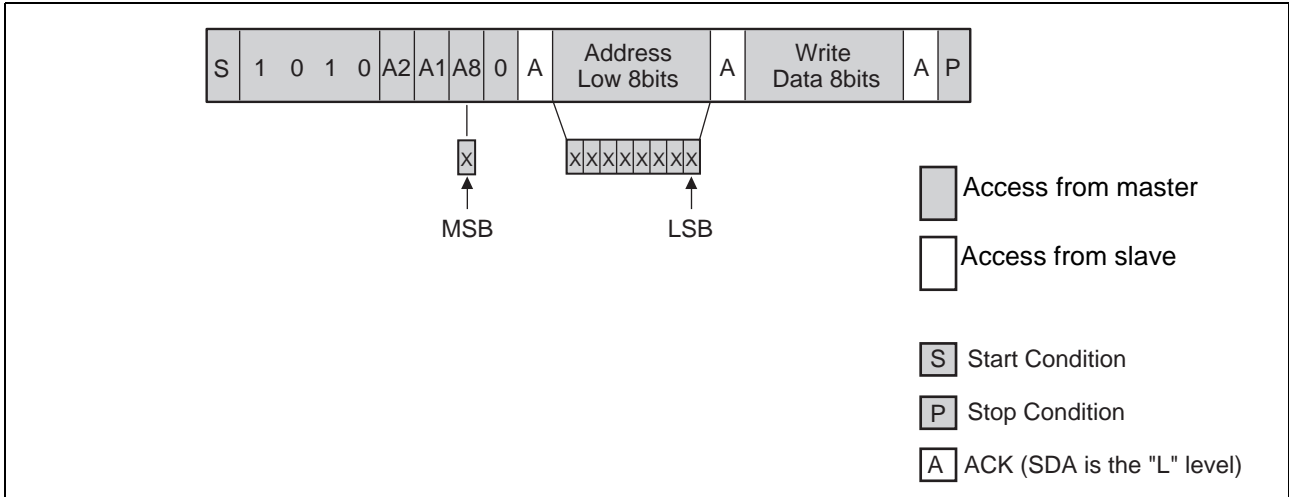 S 1 0 1 0 A2 A1 A8 0 A Address Low 8bits A Write Data 8bits A P
X XXXXXXXX
MSB LSB
Access from master
Access from slave
S Start Condition
P Stop Condition
A ACK (SDA is the "L" level)